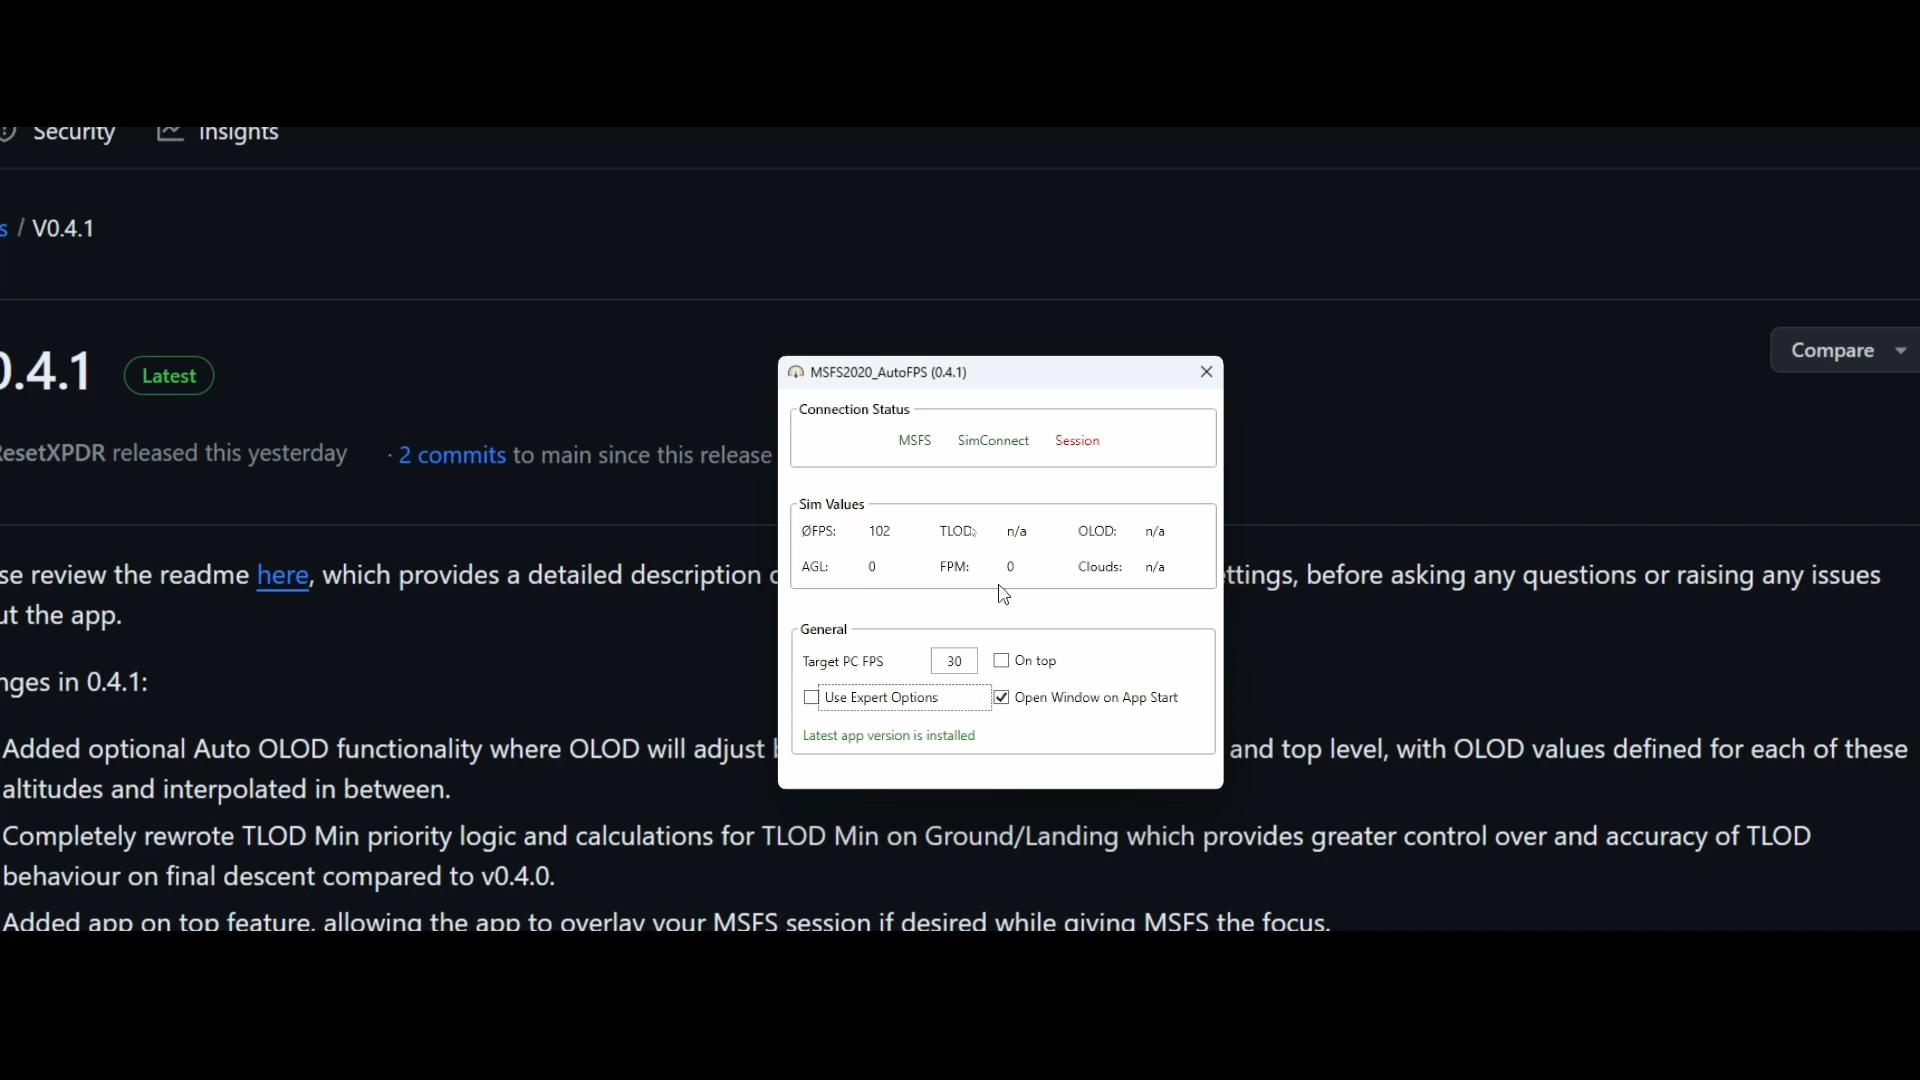 Security Insights
s / V0.4.1
0.4.1 Latest
Compare
ResetXPDR released this yesterday · 2 commits to main since this release
MSFS2020_AutoFPS (0.4.1)
Connection Status
MSFS SimConnect Session
Sim Values
ØFPS: 102 TLOD: n/a OLOD: n/a
AGL: 0 FPM: 0 Clouds: n/a
General
Target PC FPS 30 On top
Use Expert Options Open Window on App Start
Latest app version is installed
se review the readme here, which provides a detailed description ttings, before asking any questions or raising any issues
ut the app.
nges in 0.4.1:
Added optional Auto OLOD functionality where OLOD will adjust and top level, with OLOD values defined for each of these
altitudes and interpolated in between.
Completely rewrote TLOD Min priority logic and calculations for TLOD Min on Ground/Landing which provides greater control over and accuracy of TLOD
behaviour on final descent compared to v0.4.0.
Added app on top feature, allowing the app to overlay your MSFS session if desired while giving MSFS the focus.